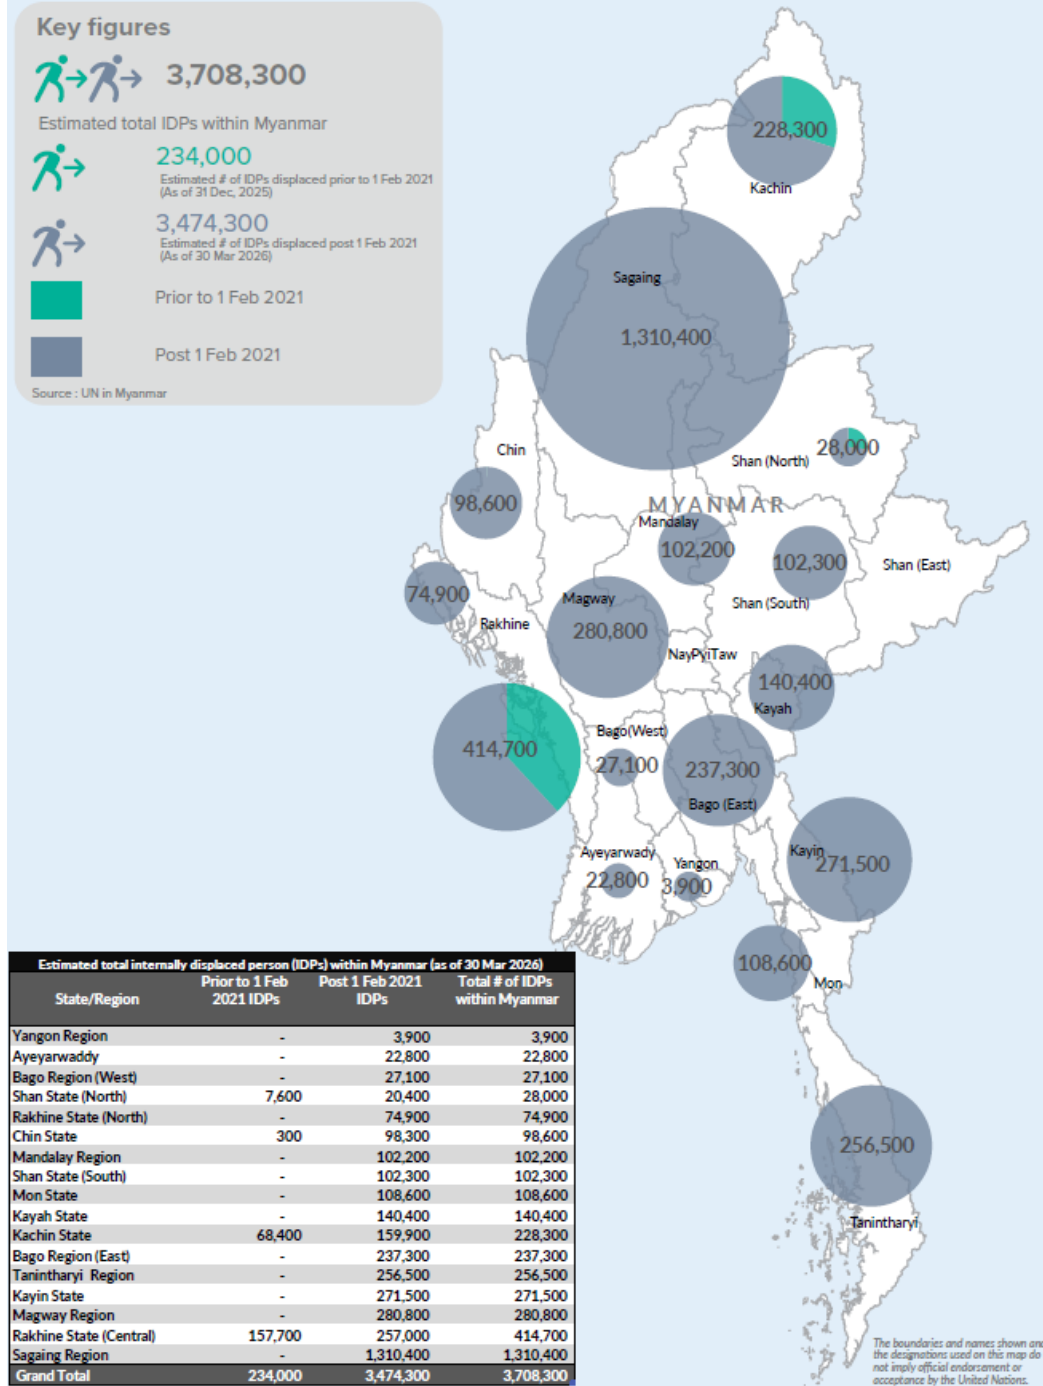 Key figures
3,708,300
Estimated total IDPs within Myanmar
234,000
Estimated # of IDPs displaced prior to 1 Feb 2021
(As of 31 Dec, 2025)
3,474,300
Estimated # of IDPs displaced post 1 Feb 2021
(As of 30 Mar 2026)
Prior to 1 Feb 2021
Post 1 Feb 2021
Source : UN in Myanmar
228,300
Kachin
Sagaing
1,310,400
Chin
28,000
Shan (North)
98,600
MYANMAR
Mandalay
102,200
102,300
Shan (East)
74,900
Magway
Shan (South)
Rakhine
280,800
NayPyiTaw
140,400
Kayah
Bago(West)
414,700
27,100
237,300
Bago (East)
Ayeyarwady
Yangon
Kayin
271,500
22,800
3,900
108,600
Mon
256,500
Tanintharyi
Estimated total internally displaced person (IDPs) within Myanmar (as of 30 Mar 2026)
State/Region Prior to 1 Feb 2021 IDPs Post 1 Feb 2021 IDPs Total # of IDPs within Myanmar
Yangon Region - 3,900 3,900
Ayeyarwaddy - 22,800 22,800
Bago Region (West) - 27,100 27,100
Shan State (North) 7,600 20,400 28,000
Rakhine State (North) - 74,900 74,900
Chin State 300 98,300 98,600
Mandalay Region - 102,200 102,200
Shan State (South) - 102,300 102,300
Mon State - 108,600 108,600
Kayah State - 140,400 140,400
Kachin State 68,400 159,900 228,300
Bago Region (East) - 237,300 237,300
Tanintharyi Region - 256,500 256,500
Kayin State - 271,500 271,500
Magway Region - 280,800 280,800
Rakhine State (Central) 157,700 257,000 414,700
Sagaing Region - 1,310,400 1,310,400
Grand Total 234,000 3,474,300 3,708,300
The boundaries and names shown and
the designations used on this map do
not imply official endorsement or
acceptance by the United Nations.